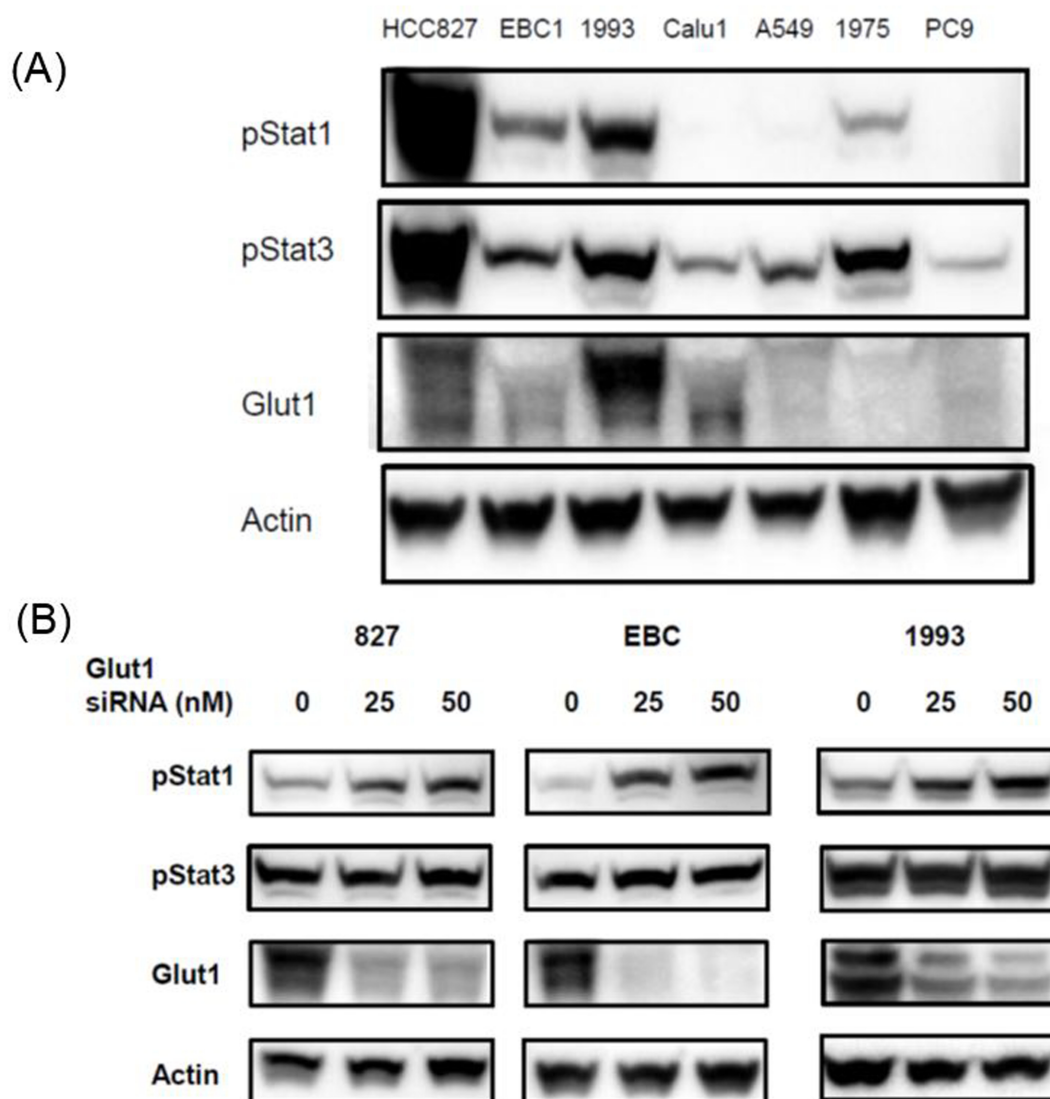 HCC827 EBC1 1993 Calu1 A549 1975 PC9
(A)
pStat1
pStat3
Glut1
Actin
(B)
827 EBC 1993
Glut1
siRNA (nM) 0 25 50 0 25 50 0 25 50
pStat1
pStat3
Glut1
Actin